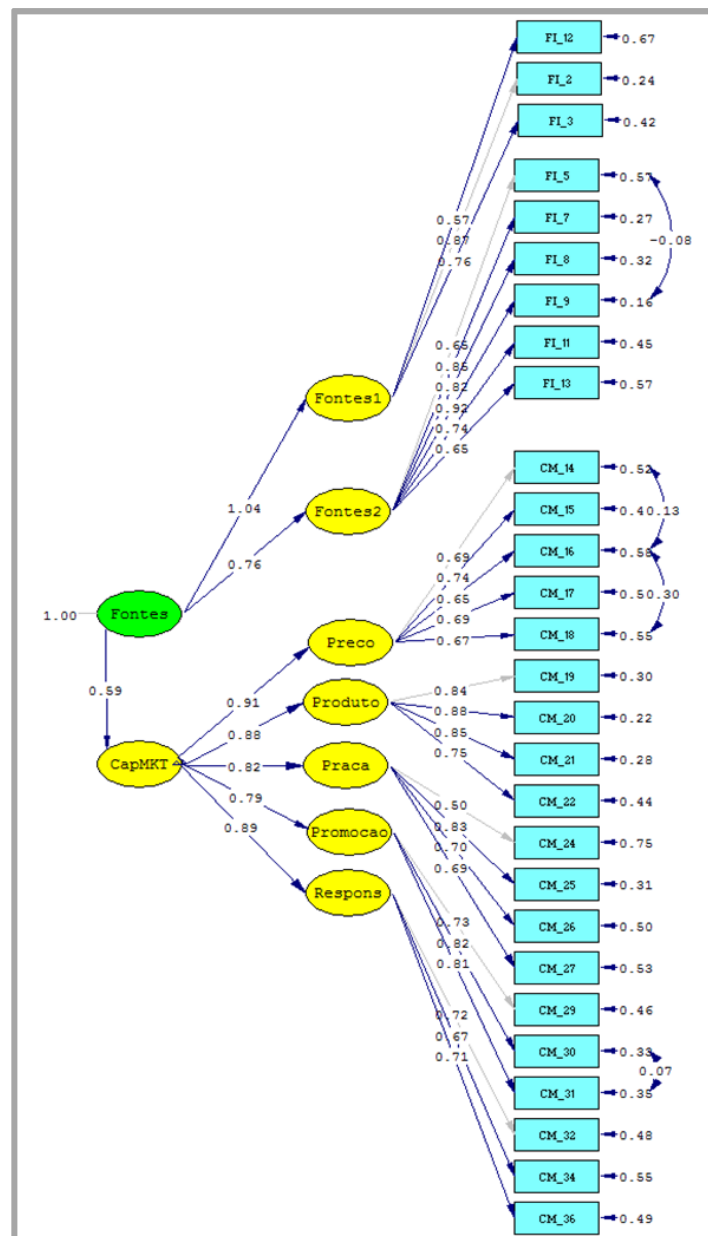 FI_12 0.67
FI_2 0.24
FI_3 0.42
FI_5 0.57
0.57
0.87
0.76
FI_7 0.27
-0.08
FI_8 0.32
FI_9 0.16
FI_11 0.45
FI_13 0.57
0.65
0.85
0.82
0.92
0.74
0.65
Fontes1
CM_14 0.52
Fontes2
1.04
CM_15 0.40 0.13
CM_16 0.58
0.76
CM_17 0.50 0.30
0.69
0.74
0.65
0.69
0.67
1.00 Fontes
Preco
CM_18 0.55
CM_19 0.30
0.59
0.91
Produto
0.84
0.88
0.85
0.75
CM_20 0.22
0.88
CM_21 0.28
CapMKT
0.82
Praca
CM_22 0.44
0.79
0.50
0.83
0.70
0.69
CM_24 0.75
Promocao
0.89
CM_25 0.31
Respons
CM_26 0.50
0.73
0.82
0.81
CM_27 0.53
CM_29 0.46
0.72
0.67
0.71
CM_30 0.33
0.07
CM_31 0.35
CM_32 0.48
CM_34 0.55
CM_36 0.49